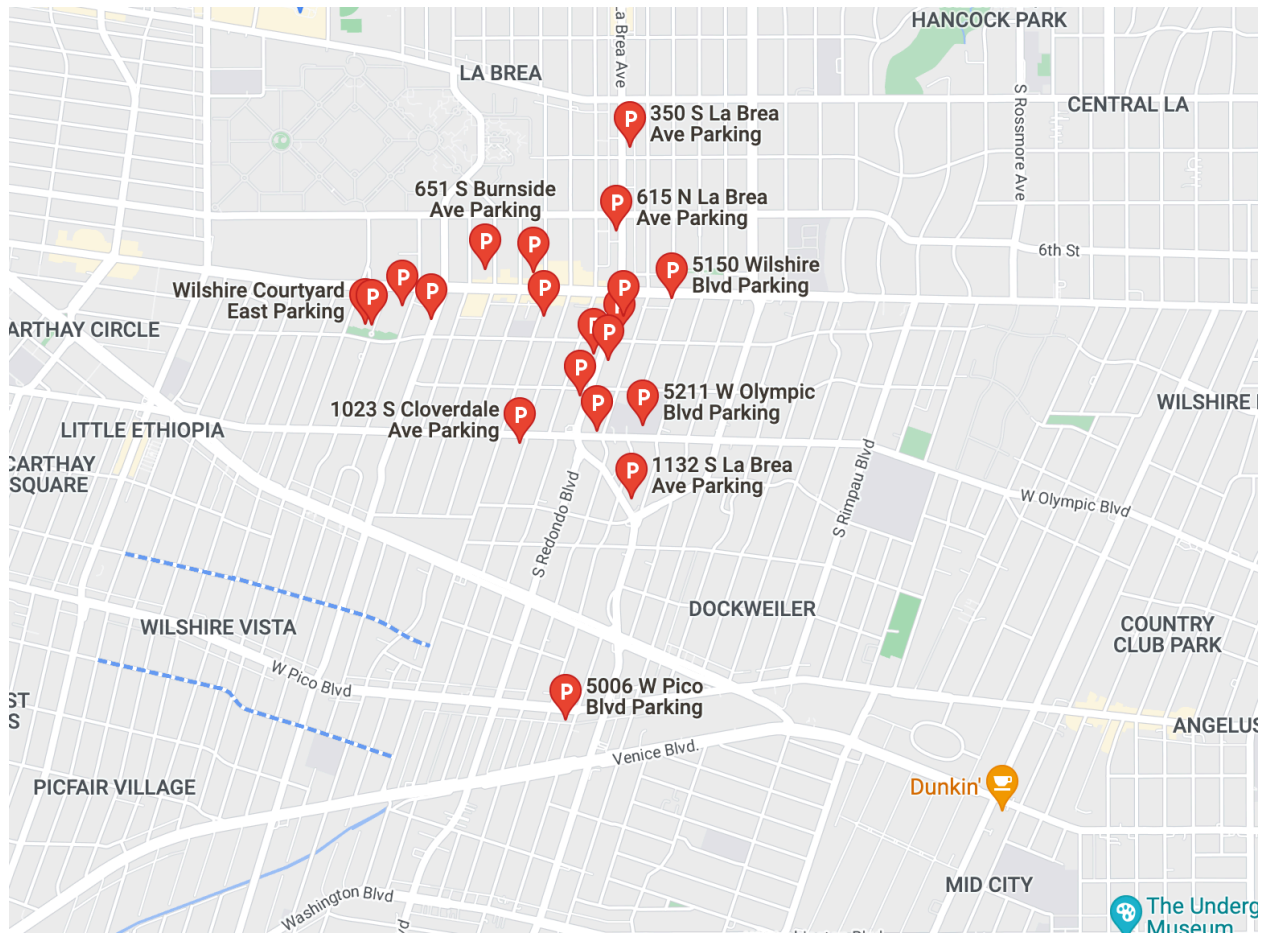 HANCOCK PARK
La Brea Ave
LA BREA
S Rossmore Ave
CENTRAL LA
350 S La Brea
Ave Parking
651 S Burnside
Ave Parking
615 N La Brea
Ave Parking
6th St
5150 Wilshire
Blvd Parking
Wilshire Courtyard
East Parking
ARTHAY CIRCLE
5211 W Olympic
Blvd Parking
1023 S Cloverdale
Ave Parking
WILSHIRE
LITTLE ETHIOPIA
CARTHAY
SQUARE
1132 S La Brea
Ave Parking
S Rimpau Blvd
W Olympic Blvd
S Redondo Blvd
DOCKWEILER
WILSHIRE VISTA
COUNTRY
CLUB PARK
W Pico Blvd
5006 W Pico
Blvd Parking
ST
S
ANGELUS
Venice Blvd.
PICFAIR VILLAGE
Dunkin'
MID CITY
Washington Blvd
The Underg
Museum